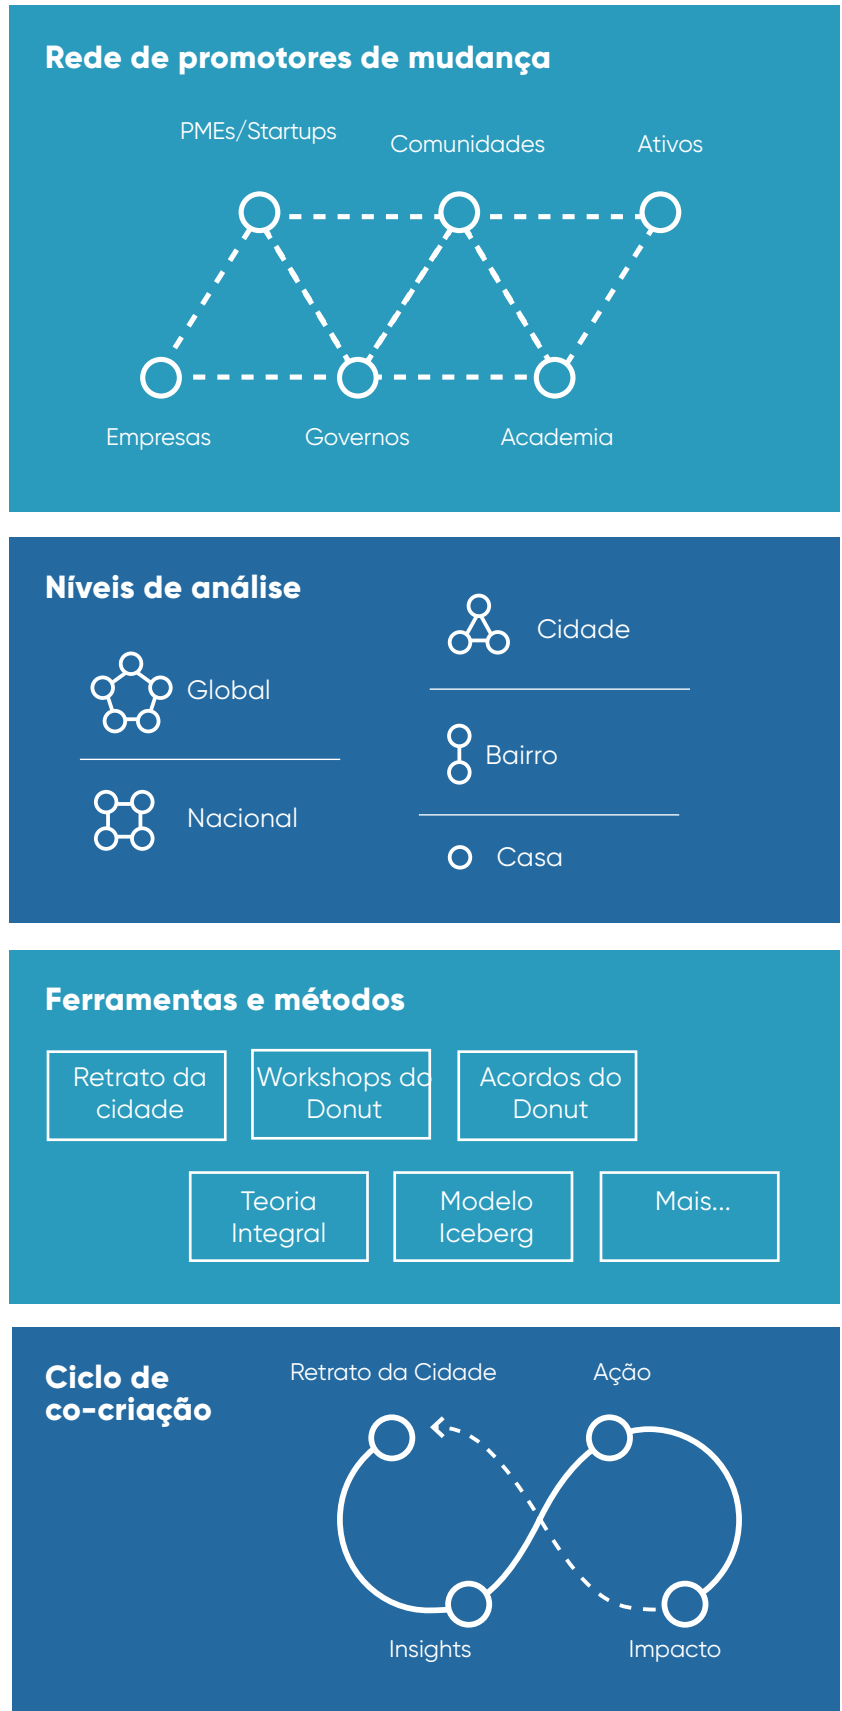 Rede de promotores de mudança
PMEs/Startups
Comunidades
Ativos
Empresas
Governos
Academia
Níveis de análise
Global
Nacional
Cidade
Bairro
Casa
Ferramentas e métodos
Retrato da
cidade
Workshops do
Donut
Acordos do
Donut
Teoria
Integral
Modelo
Iceberg
Mais...
Ciclo de
co-criação
Retrato da Cidade
Ação
Insights
Impacto